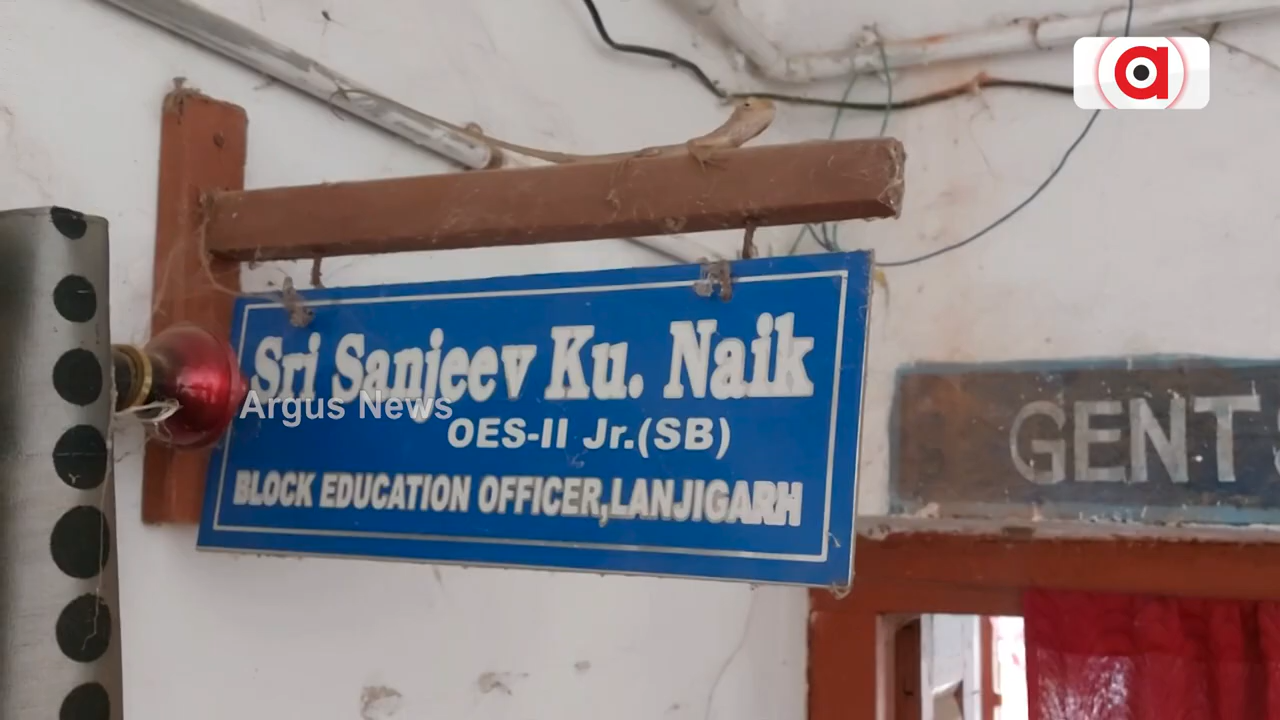 Sri Sanjeev Ku. Naik
Argus News
OES-II Jr.(SB)
BLOCK EDUCATION OFFICER,LANJIGARH
GENT
a